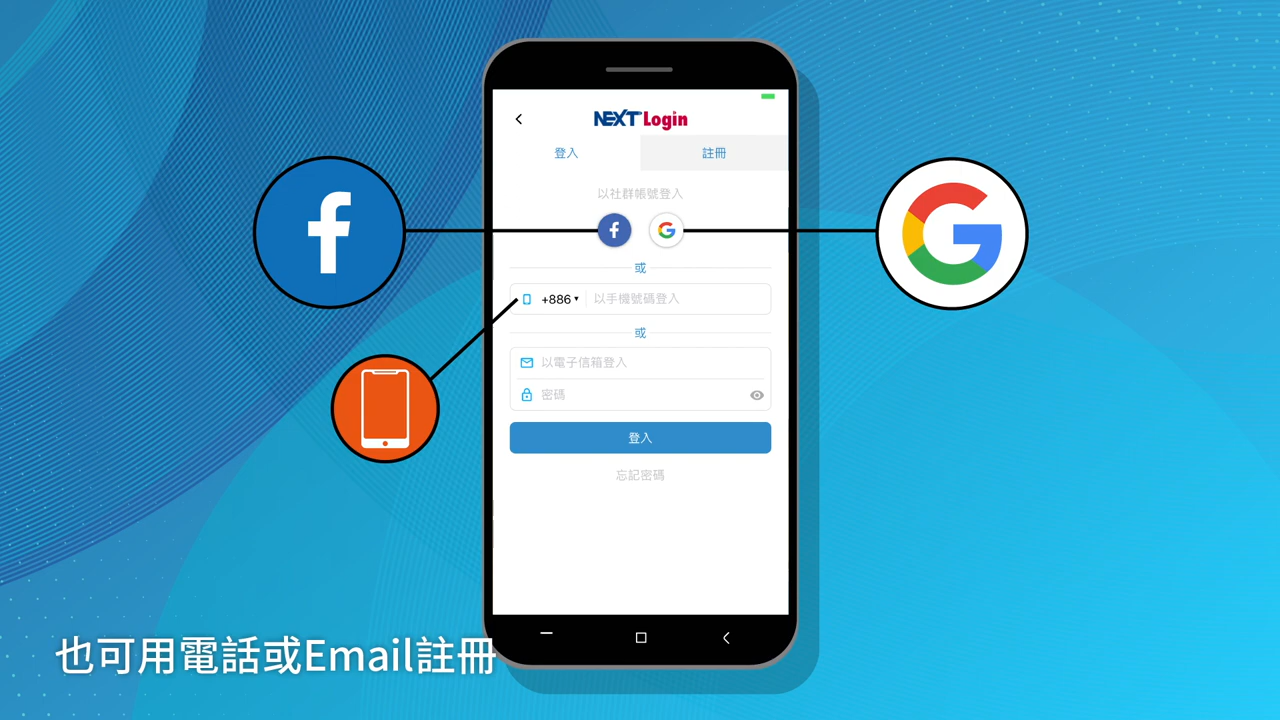 NEXT Login
登入
註冊
以社群帳號登入
或
+886 以手機號碼登入
或
以電子信箱登入
密碼
登入
忘記密碼
也可用電話或Email註冊